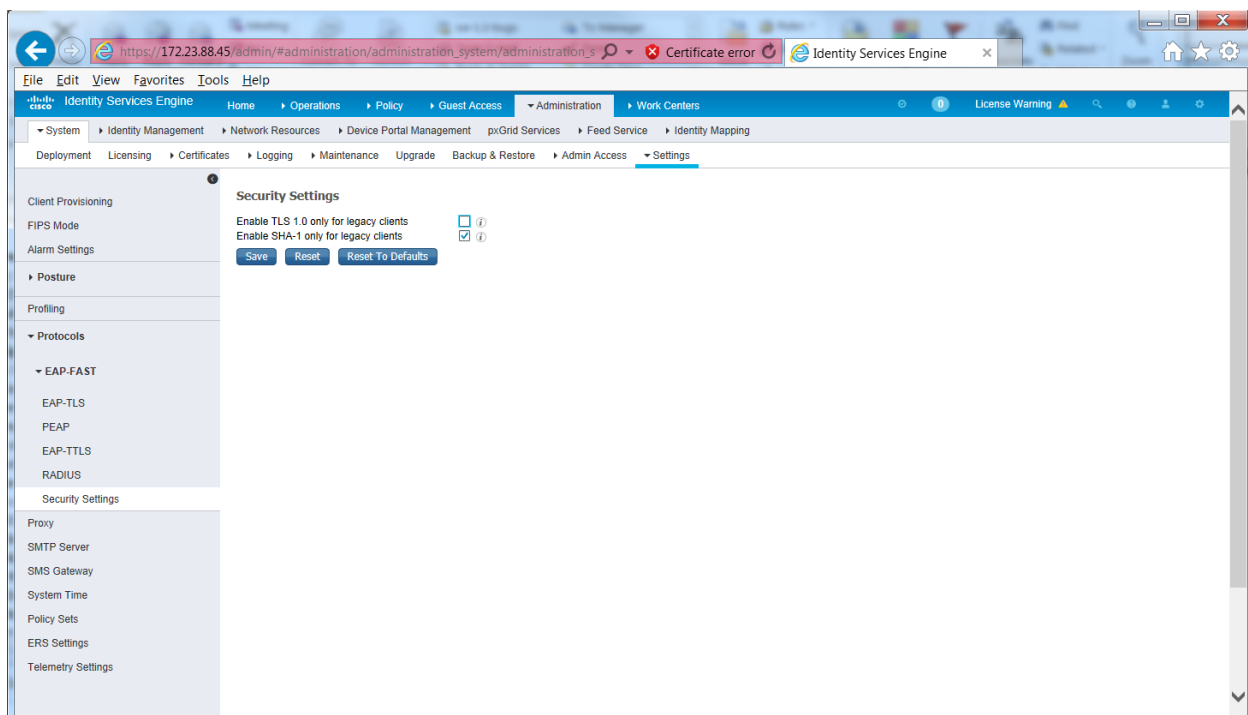 https://172.23.88.45/admin/#administration/administration_system/administration_s
Certificate error
Identity Services Engine
File Edit View Favorites Tools Help
cisco Identity Services Engine Home Operations Policy Guest Access Administration Work Centers 0 License Warning
System Identity Management Network Resources Device Portal Management pxGrid Services Feed Service Identity Mapping
Deployment Licensing Certificates Logging Maintenance Upgrade Backup & Restore Admin Access Settings
Client Provisioning
FIPS Mode
Alarm Settings
Posture
Profiling
Protocols
EAP-FAST
EAP-TLS
PEAP
EAP-TTLS
RADIUS
Security Settings
Proxy
SMTP Server
SMS Gateway
System Time
Policy Sets
ERS Settings
Telemetry Settings
Security Settings
Enable TLS 1.0 only for legacy clients
Enable SHA-1 only for legacy clients
Save Reset Reset To Defaults